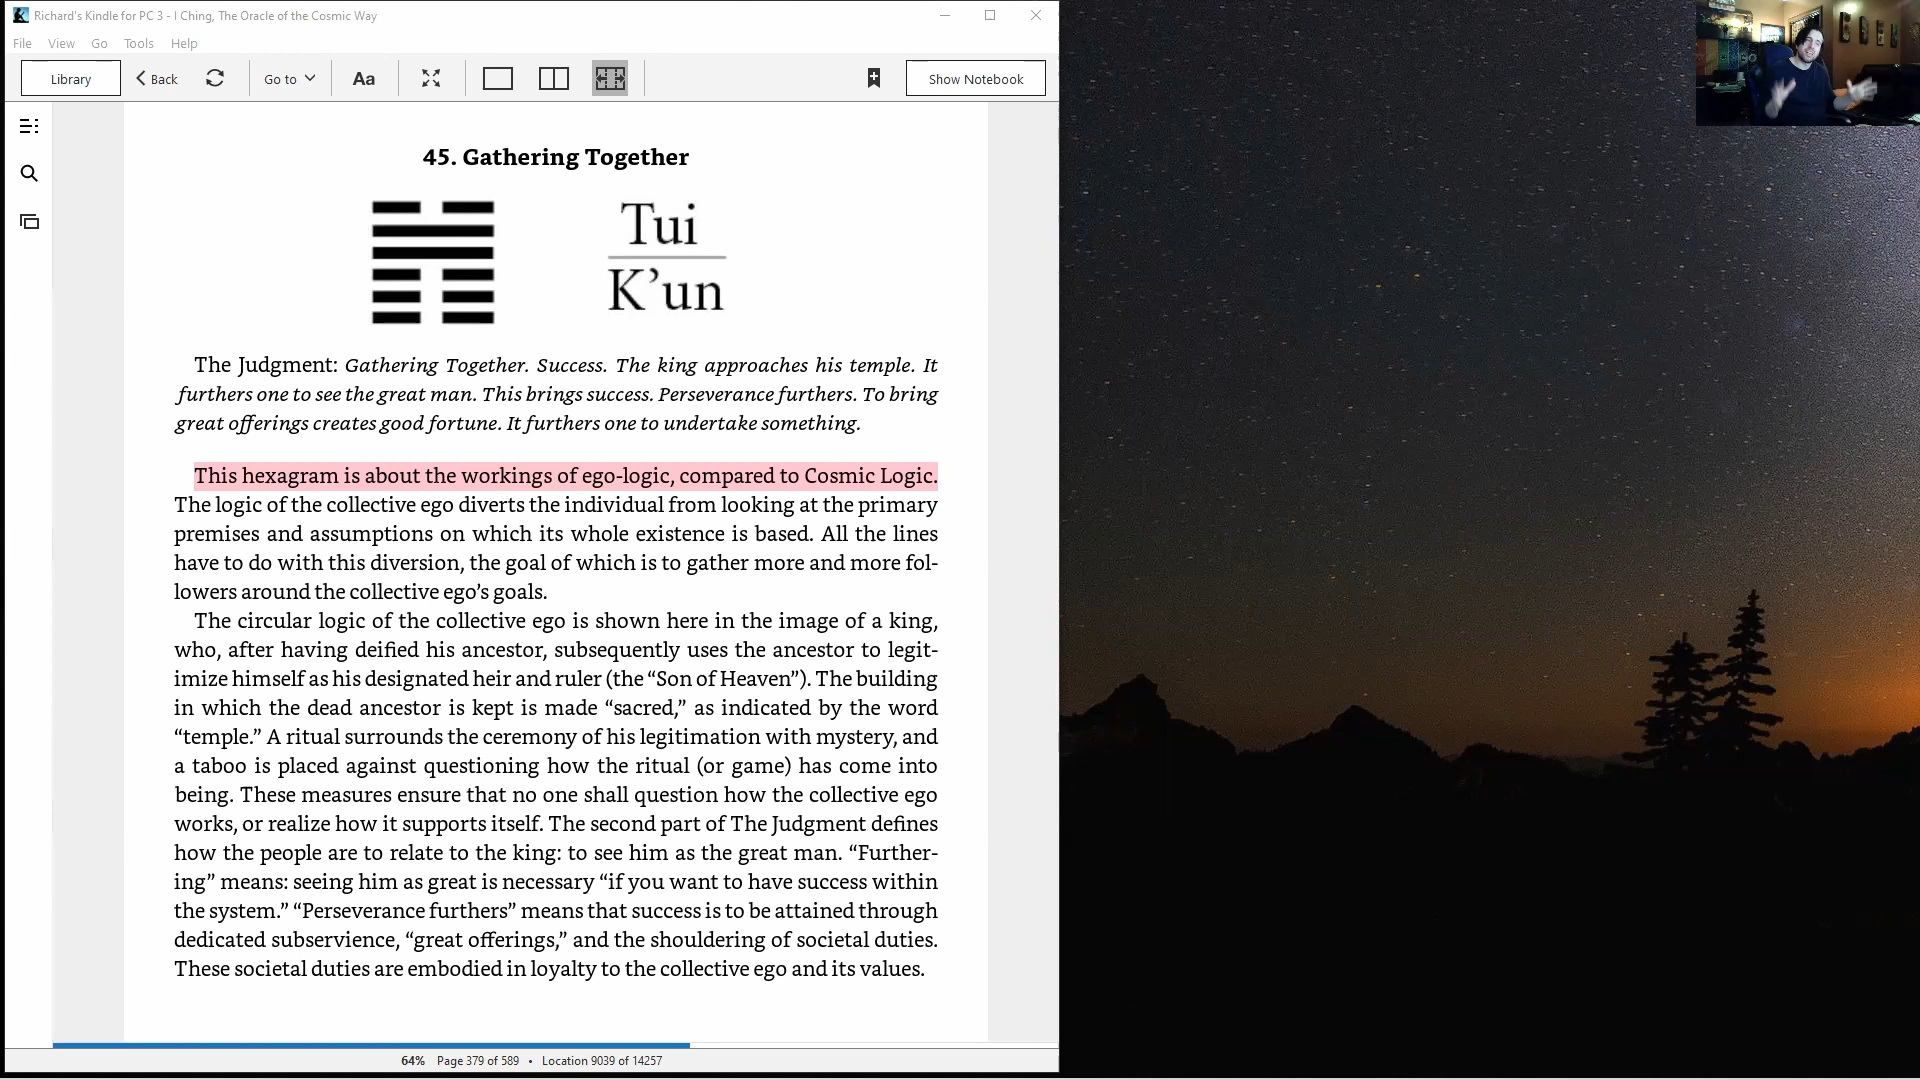 Richard's Kindle for PC 3 - I Ching, The Oracle of the Cosmic Way
File View Go Tools Help
Library Back Go to Aa Show Notebook
45. Gathering Together
Tui
K’un
The Judgment: Gathering Together. Success. The king approaches his temple. It
furthers one to see the great man. This brings success. Perseverance furthers. To bring
great offerings creates good fortune. It furthers one to undertake something.
This hexagram is about the workings of ego-logic, compared to Cosmic Logic.
The logic of the collective ego diverts the individual from looking at the primary
premises and assumptions on which its whole existence is based. All the lines
have to do with this diversion, the goal of which is to gather more and more fol-
lowers around the collective ego’s goals.
The circular logic of the collective ego is shown here in the image of a king,
who, after having deified his ancestor, subsequently uses the ancestor to legit-
imize himself as his designated heir and ruler (the “Son of Heaven”). The building
in which the dead ancestor is kept is made “sacred,” as indicated by the word
“temple.” A ritual surrounds the ceremony of his legitimation with mystery, and
a taboo is placed against questioning how the ritual (or game) has come into
being. These measures ensure that no one shall question how the collective ego
works, or realize how it supports itself. The second part of The Judgment defines
how the people are to relate to the king: to see him as the great man. “Further-
ing” means: seeing him as great is necessary “if you want to have success within
the system.” “Perseverance furthers” means that success is to be attained through
dedicated subservience, “great offerings,” and the shouldering of societal duties.
These societal duties are embodied in loyalty to the collective ego and its values.
64% Page 379 of 589 • Location 9039 of 14257